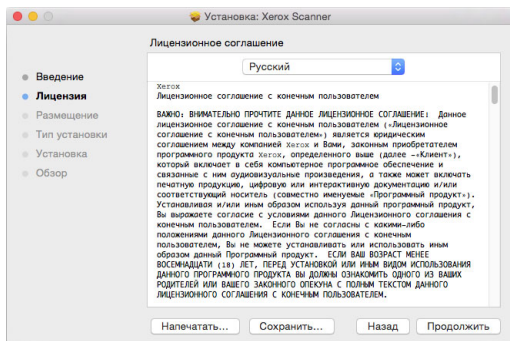 Установка: Xerox Scanner
Лицензионное соглашение
Введение
Лицензия
Размещение
Тип установки
Установка
Обзор
Русский
Xerox
Лицензионное соглашение с конечным пользователем
ВАЖНО: ВНИМАТЕЛЬНО ПРОЧТИТЕ ДАННОЕ ЛИЦЕНЗИОННОЕ СОГЛАШЕНИЕ: Данное
лицензионное соглашение с конечным пользователем («Лицензионное
соглашение с конечным пользователем») является юридическим
соглашением между компанией Xerox и Вами, законным приобретателем
программного продукта Xerox, определенного выше (далее –«Клиент»),
который включает в себя компьютерное программное обеспечение и
связанные с ним аудиовизуальные произведения, а также может включать
печатную продукцию, цифровую или интерактивную документацию и/или
соответствующий носитель (совместно именуемые «Программный продукт»).
Устанавливая и/или иным образом используя данный программный продукт,
Вы выражаете согласие с условиями данного Лицензионного соглашения с
конечным пользователем. Если Вы не согласны с какими-либо
положениями данного Лицензионного соглашения с конечным
пользователем, Вы не можете устанавливать или использовать иным
образом данный Программный продукт. ЕСЛИ ВАШ ВОЗРАСТ МЕНЕЕ
ВОСЕМНАДЦАТИ (18) ЛЕТ, ПЕРЕД УСТАНОВКОЙ ИЛИ ИНЫМ ВИДОМ ИСПОЛЬЗОВАНИЯ
ДАННОГО ПРОГРАММНОГО ПРОДУКТА ВЫ ДОЛЖНЫ ОЗНАКОМИТЬ ОДНОГО ИЗ ВАШИХ
РОДИТЕЛЕЙ ИЛИ ВАШЕГО ЗАКОННОГО ОПЕКУНА С ПОЛНЫМ ТЕКСТОМ ДАННОГО
ЛИЦЕНЗИОННОГО СОГЛАШЕНИЯ С КОНЕЧНЫМ ПОЛЬЗОВАТЕЛЕМ.
Напечатать... Сохранить... Назад Продолжить